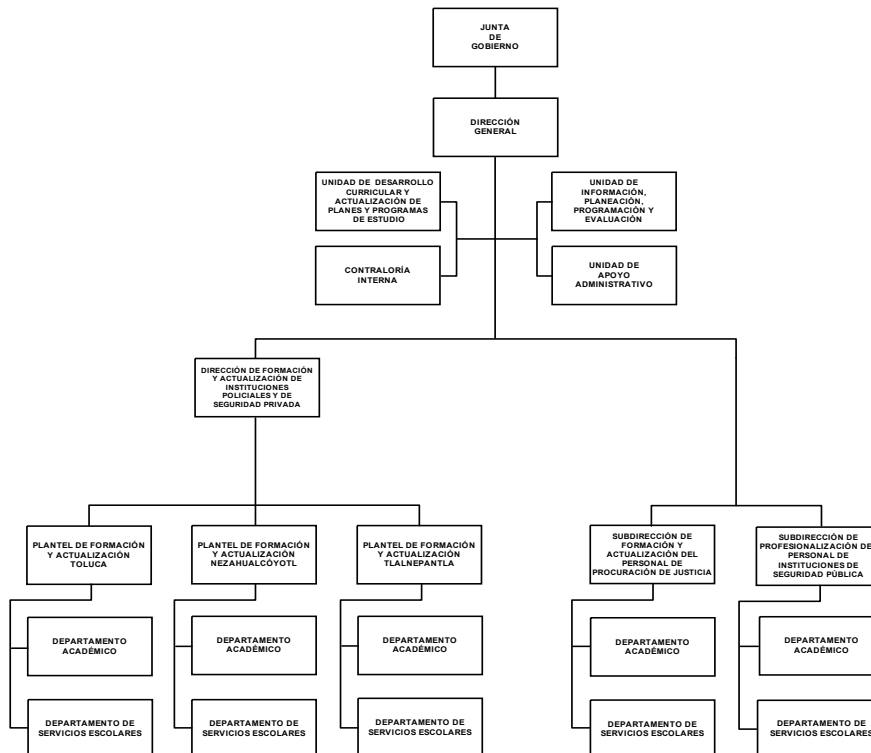 JUNTA
DE
GOBIERNO
DIRECCIÓN
GENERAL
UNIDAD DE DESARROLLO
CURRICULAR Y
ACTUALIZACIÓN DE
PLANES Y PROGRAMAS
DE ESTUDIO
UNIDAD DE
INFORMACIÓN,
PLANEACIÓN,
PROGRAMACIÓN Y
EVALUACIÓN
CONTRALORÍA
INTERNA
UNIDAD DE
APOYO
ADMINISTRATIVO
DIRECCIÓN DE FORMACIÓN
Y ACTUALIZACIÓN DE
INSTITUCIONES
POLICIALES Y DE
SEGURIDAD PRIVADA
PLANTEL DE FORMACIÓN
Y ACTUALIZACIÓN
TOLUCA
PLANTEL DE FORMACIÓN
Y ACTUALIZACIÓN
NEZAHUALCÓYOTL
PLANTEL DE FORMACIÓN
Y ACTUALIZACIÓN
TLALNEPANTLA
SUBDIRECCIÓN DE
FORMACIÓN Y
ACTUALIZACIÓN DEL
PERSONAL DE
PROCURACIÓN DE JUSTICIA
SUBDIRECCIÓN DE
PROFESIONALIZACIÓN DE
PERSONAL DE
INSTITUCIONES DE
SEGURIDAD PÚBLICA
DEPARTAMENTO
ACADÉMICO
DEPARTAMENTO
ACADÉMICO
DEPARTAMENTO
ACADÉMICO
DEPARTAMENTO
ACADÉMICO
DEPARTAMENTO
ACADÉMICO
DEPARTAMENTO DE
SERVICIOS ESCOLARES
DEPARTAMENTO DE
SERVICIOS ESCOLARES
DEPARTAMENTO DE
SERVICIOS ESCOLARES
DEPARTAMENTO DE
SERVICIOS ESCOLARES
DEPARTAMENTO DE
SERVICIOS ESCOLARES